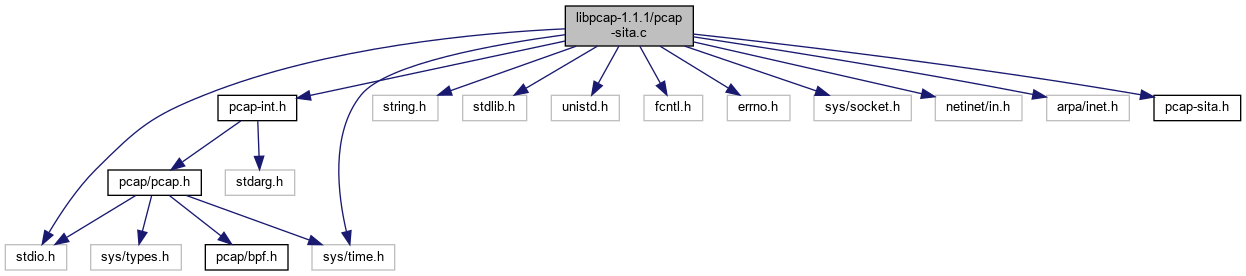 libpcap-1.1.1/pcap
-sita.c
pcap-int.h
string.h
stdlib.h
unistd.h
fcntl.h
errno.h
sys/socket.h
netinet/in.h
arpa/inet.h
pcap-sita.h
pcap/pcap.h
stdarg.h
stdio.h
sys/types.h
pcap/bpf.h
sys/time.h